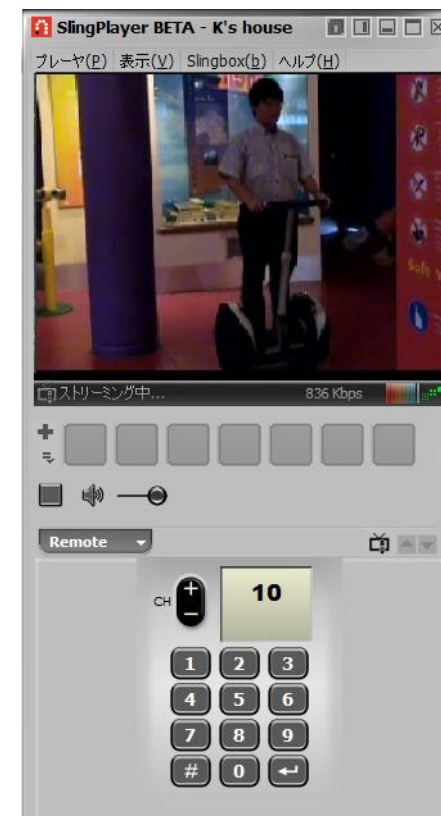 SlingPlayer BETA - K's house
プレーヤ(P) 表示(V) Slingbox(b) ヘルプ(H)
Safe
ストリーミング中... 836 Kbps
Remote
CH + − 10
1 2 3
4 5 6
7 8 9
# 0